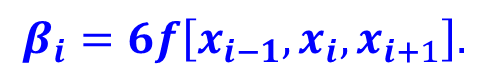 βᵢ = 6f[xᵢ₋₁, xᵢ, xᵢ₊₁].